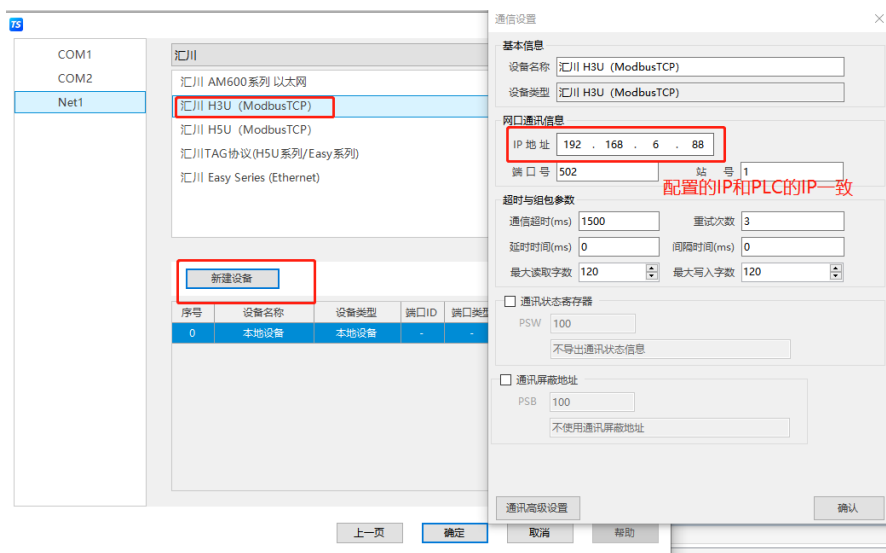 TS
COM1
COM2
Net1
汇川
汇川 AM600系列 以太网
汇川 H3U (ModbusTCP)
汇川 H5U (ModbusTCP)
汇川TAG协议(H5U系列/Easy系列)
汇川 Easy Series (Ethernet)
新建设备
序号 设备名称 设备类型 端口ID 端口类型
0 本地设备 本地设备 - -
上一页 确定 取消 帮助
通信设置
基本信息
设备名称 汇川 H3U (ModbusTCP)
设备类型 汇川 H3U (ModbusTCP)
网口通讯信息
IP 地 址 192 . 168 . 6 . 88
端 口 号 502 站 号 1
配置的IP和PLC的IP一致
超时与组包参数
通信超时(ms) 1500 重试次数 3
延时时间(ms) 0 间隔时间(ms) 0
最大读取字数 120 最大写入字数 120
通讯状态寄存器
PSW 100
不导出通讯状态信息
通讯屏蔽地址
PSB 100
不使用通讯屏蔽地址
通讯高级设置 确认